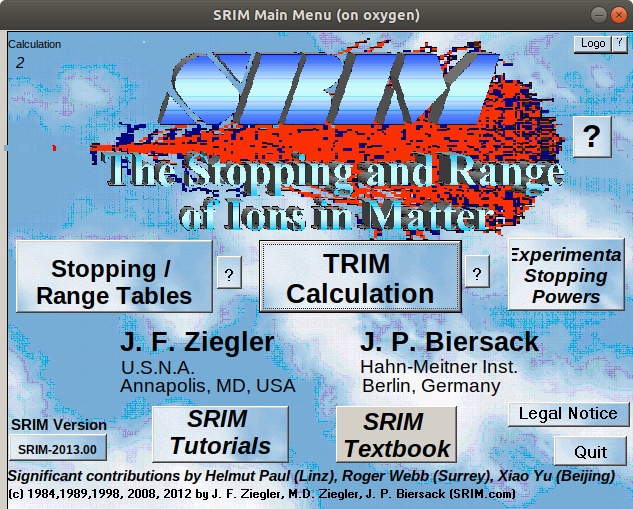 SRIM Main Menu (on oxygen)
Calculation
2
Logo ?
SRIM
?
The Stopping and Range
of Ions in Matter
Stopping /
Range Tables
?
TRIM
Calculation
?
Experimenta
Stopping
Powers
J. F. Ziegler
U.S.N.A.
Annapolis, MD, USA
J. P. Biersack
Hahn-Meitner Inst.
Berlin, Germany
SRIM Version
SRIM-2013.00
SRIM
Tutorials
SRIM
Textbook
Legal Notice
Quit
Significant contributions by Helmut Paul (Linz), Roger Webb (Surrey), Xiao Yu (Beijing)
(c) 1984,1989,1998, 2008, 2012 by J. F. Ziegler, M.D. Ziegler, J. P. Biersack (SRIM.com)